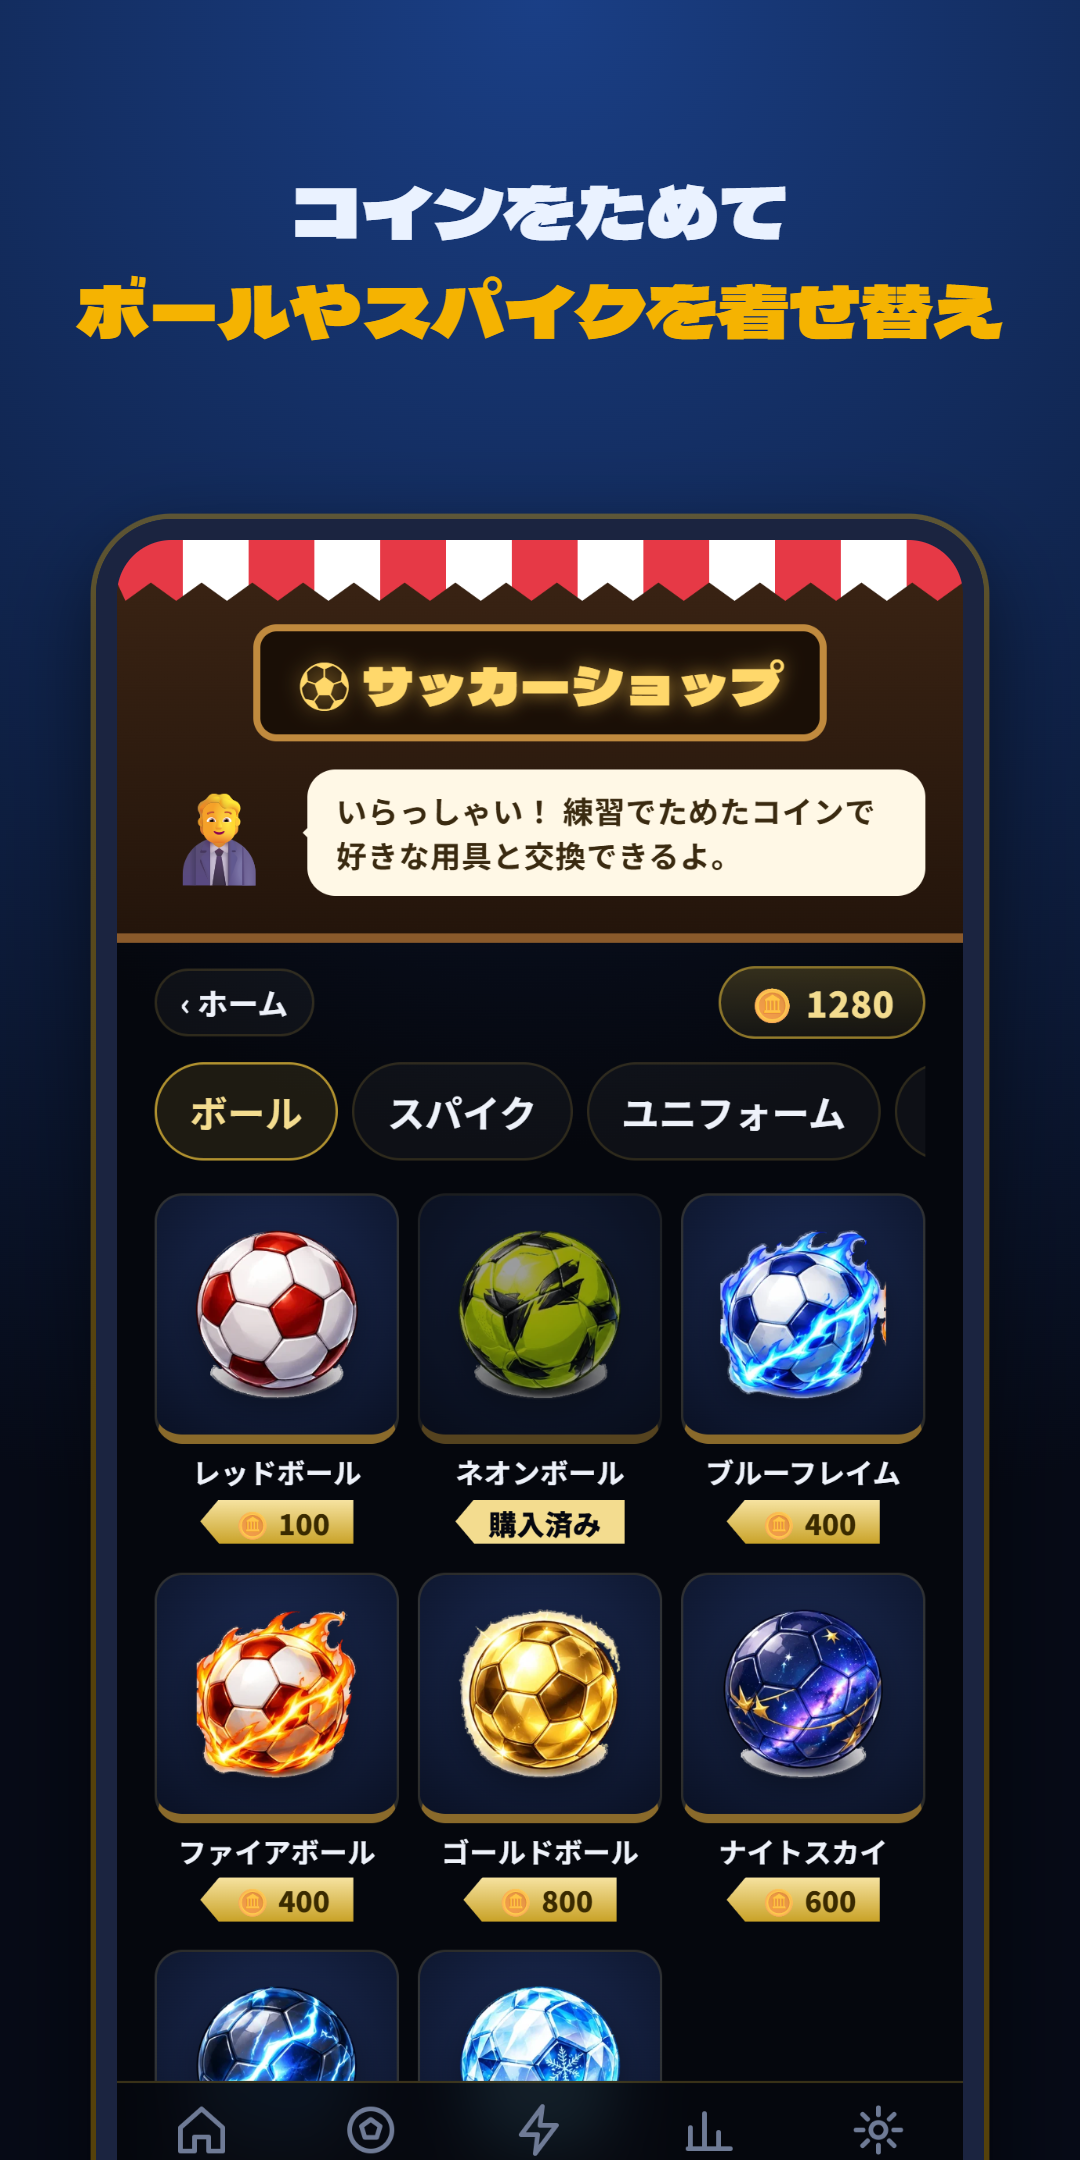 コインをためて
ボールやスパイクを着せ替え
サッカーショップ
いらっしゃい！ 練習でためたコインで
好きな用具と交換できるよ。
‹ ホーム
1280
ボール
スパイク
ユニフォーム
レッドボール
ネオンボール
ブルーフレイム
100
購入済み
400
ファイアボール
ゴールドボール
ナイトスカイ
400
800
600